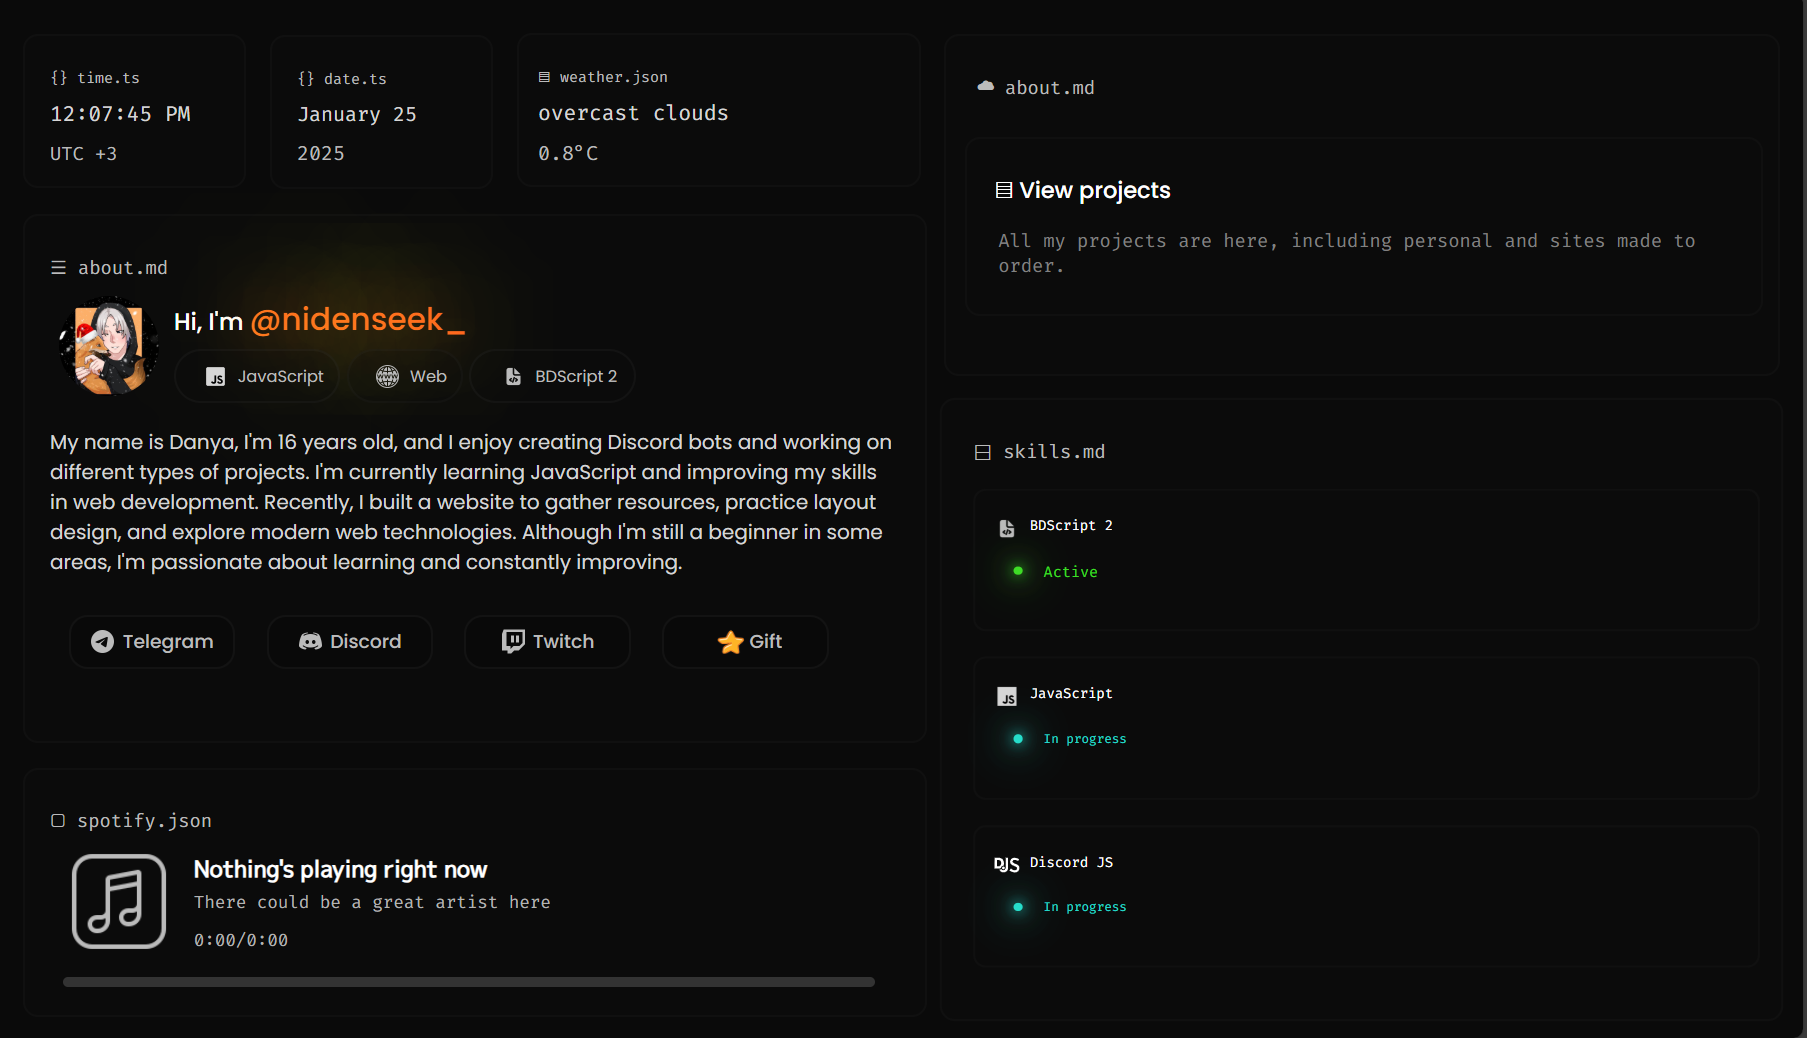 {} time.ts
12:07:45 PM
UTC +3
{} date.ts
January 25
2025
weather.json
overcast clouds
0.8°C
about.md
Hi, I'm @nidenseek_
JS JavaScript
Web
BDScript 2
My name is Danya, I'm 16 years old, and I enjoy creating Discord bots and working on
different types of projects. I'm currently learning JavaScript and improving my skills
in web development. Recently, I built a website to gather resources, practice layout
design, and explore modern web technologies. Although I'm still a beginner in some
areas, I'm passionate about learning and constantly improving.
Telegram
Discord
Twitch
Gift
spotify.json
Nothing's playing right now
There could be a great artist here
0:00/0:00
about.md
View projects
All my projects are here, including personal and sites made to
order.
skills.md
BDScript 2
Active
JS JavaScript
In progress
DJS Discord JS
In progress